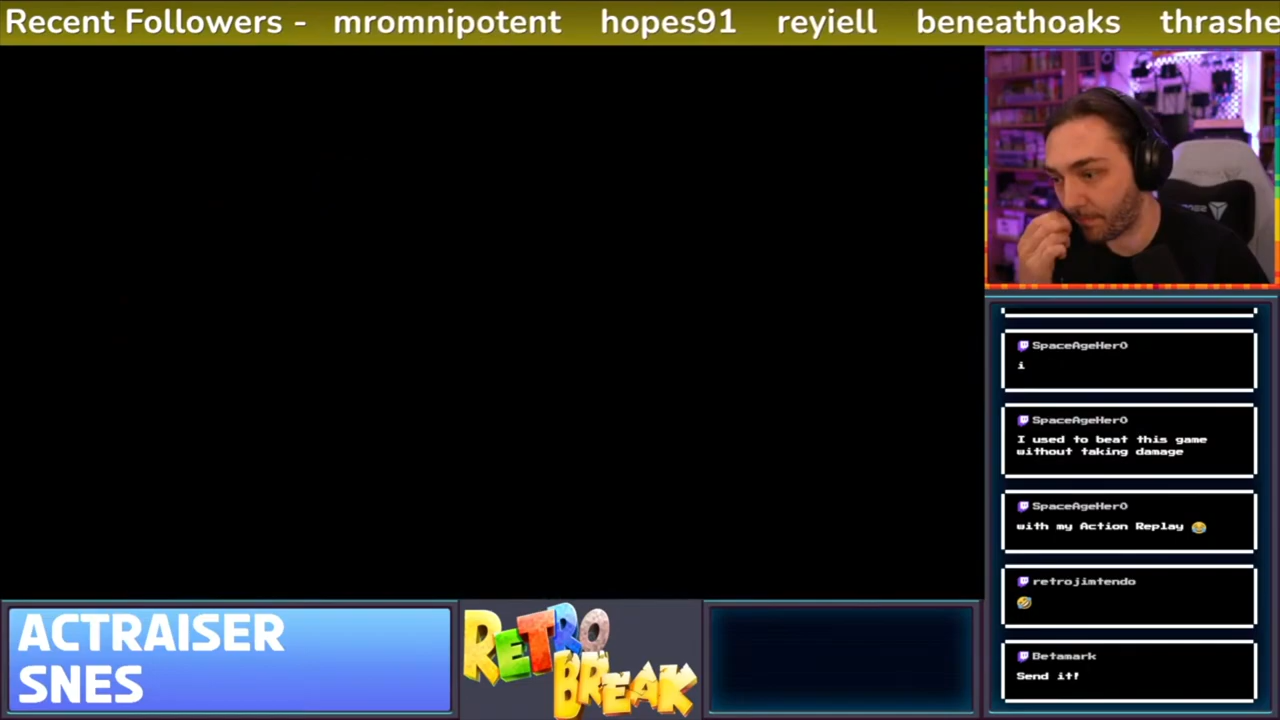 Recent Followers - mromnipotent hopes91 reyiell beneathoaks thrashe
SpaceAgeHer0
i
SpaceAgeHer0
I used to beat this game
without taking damage
SpaceAgeHer0
with my Action Replay 😂
retrojimtendo
🤣
Betamark
Send it!
ACTRAISER
SNES
RETRO
BREAK